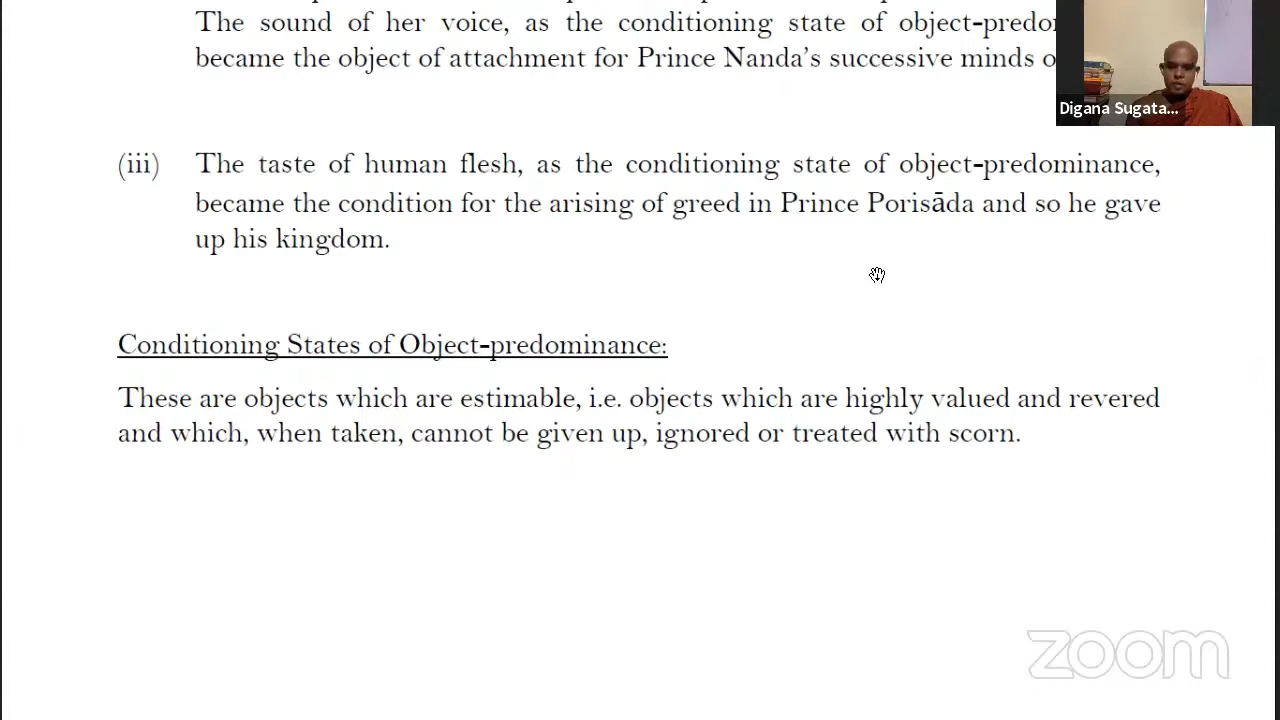 The sound of her voice, as the conditioning state of object-predo
became the object of attachment for Prince Nanda's successive minds o
Digana Sugata...
(iii) The taste of human flesh, as the conditioning state of object-predominance,
became the condition for the arising of greed in Prince Porisāda and so he gave
up his kingdom.
Conditioning States of Object-predominance:
These are objects which are estimable, i.e. objects which are highly valued and revered
and which, when taken, cannot be given up, ignored or treated with scorn.
zoom